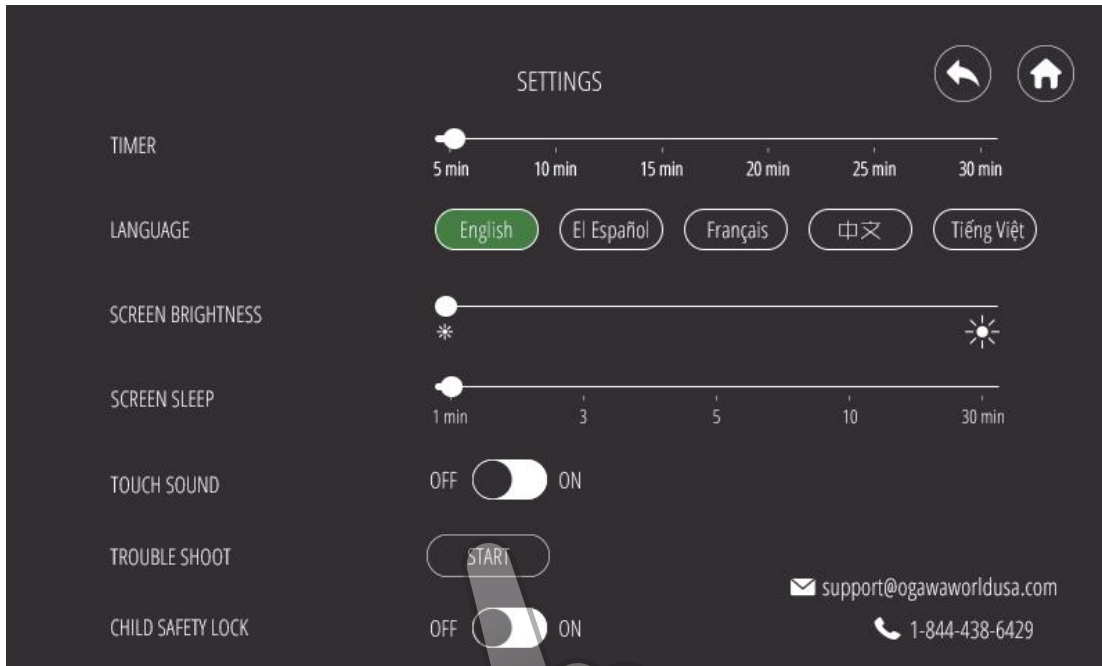 SETTINGS
TIMER
5 min 10 min 15 min 20 min 25 min 30 min
LANGUAGE English El Español Français 中文 Tiếng Việt
SCREEN BRIGHTNESS
SCREEN SLEEP
1 min 3 5 10 30 min
TOUCH SOUND OFF ON
TROUBLE SHOOT START
support@ogawaworldusa.com
CHILD SAFETY LOCK OFF ON 1-844-438-6429